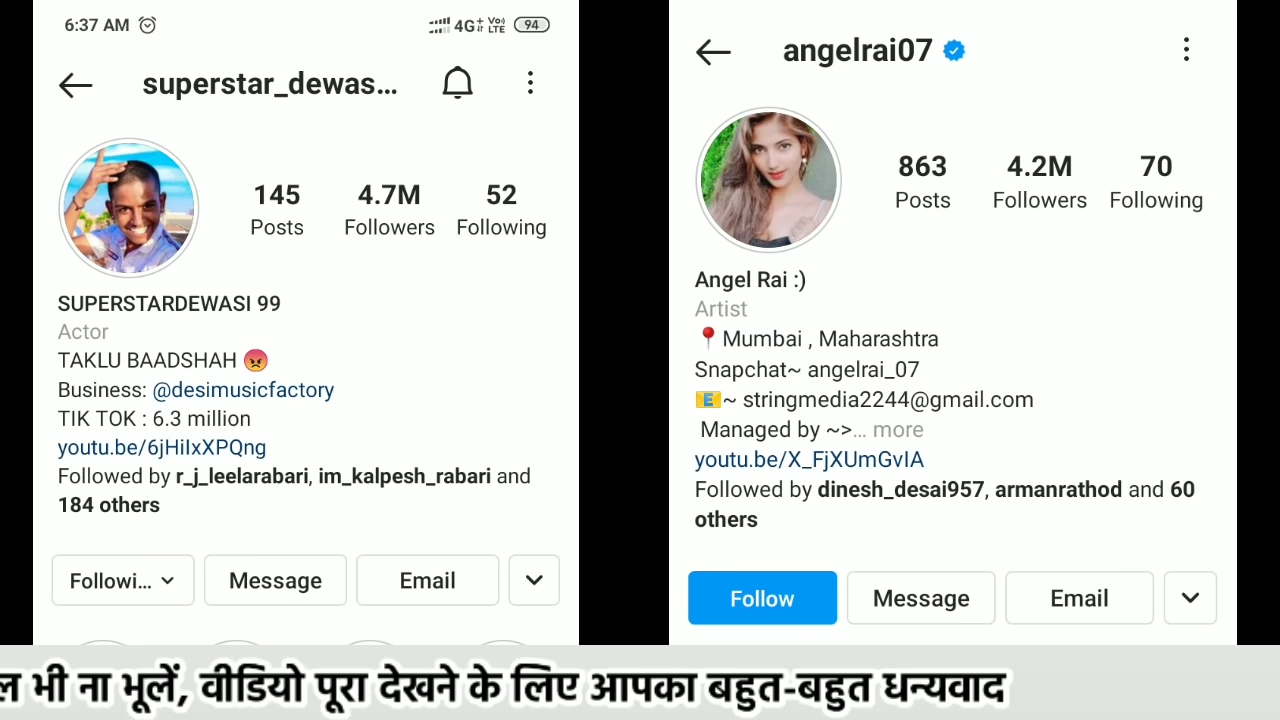 6:37 AM 4G+ Vo) LTE 94
superstar_dewas...
145 4.7M 52
Posts Followers Following
SUPERSTARDEWASI 99
Actor
TAKLU BAADSHAH 😡
Business: @desimusicfactory
TIK TOK : 6.3 million
youtu.be/6jHiIxXPQng
Followed by r_j_leelarabari, im_kalpesh_rabari and
184 others
Followi... Message Email
angelrai07
863 4.2M 70
Posts Followers Following
Angel Rai :)
Artist
📍Mumbai , Maharashtra
Snapchat~ angelrai_07
📧~ stringmedia2244@gmail.com
Managed by ~>... more
youtu.be/X_FjXUmGvIA
Followed by dinesh_desai957, armanrathod and 60
others
Follow Message Email
भी ना भूलें, वीडियो पूरा देखने के लिए आपका बहुत-बहुत धन्यवाद